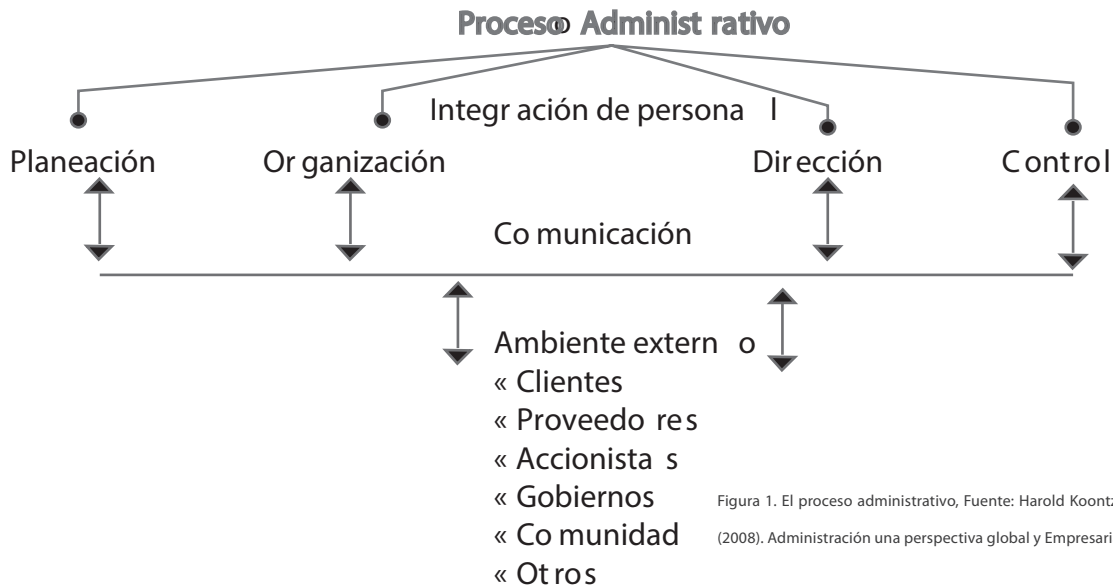 Proceso Administrativo
Integración de personal
Planeación Organización Dirección Control
Comunicación
Ambiente externo
« Clientes
« Proveedores
« Accionistas
« Gobiernos
« Comunidad
« Otros
Figura 1. El proceso administrativo, Fuente: Harold Koontz
(2008). Administración una perspectiva global y Empresari